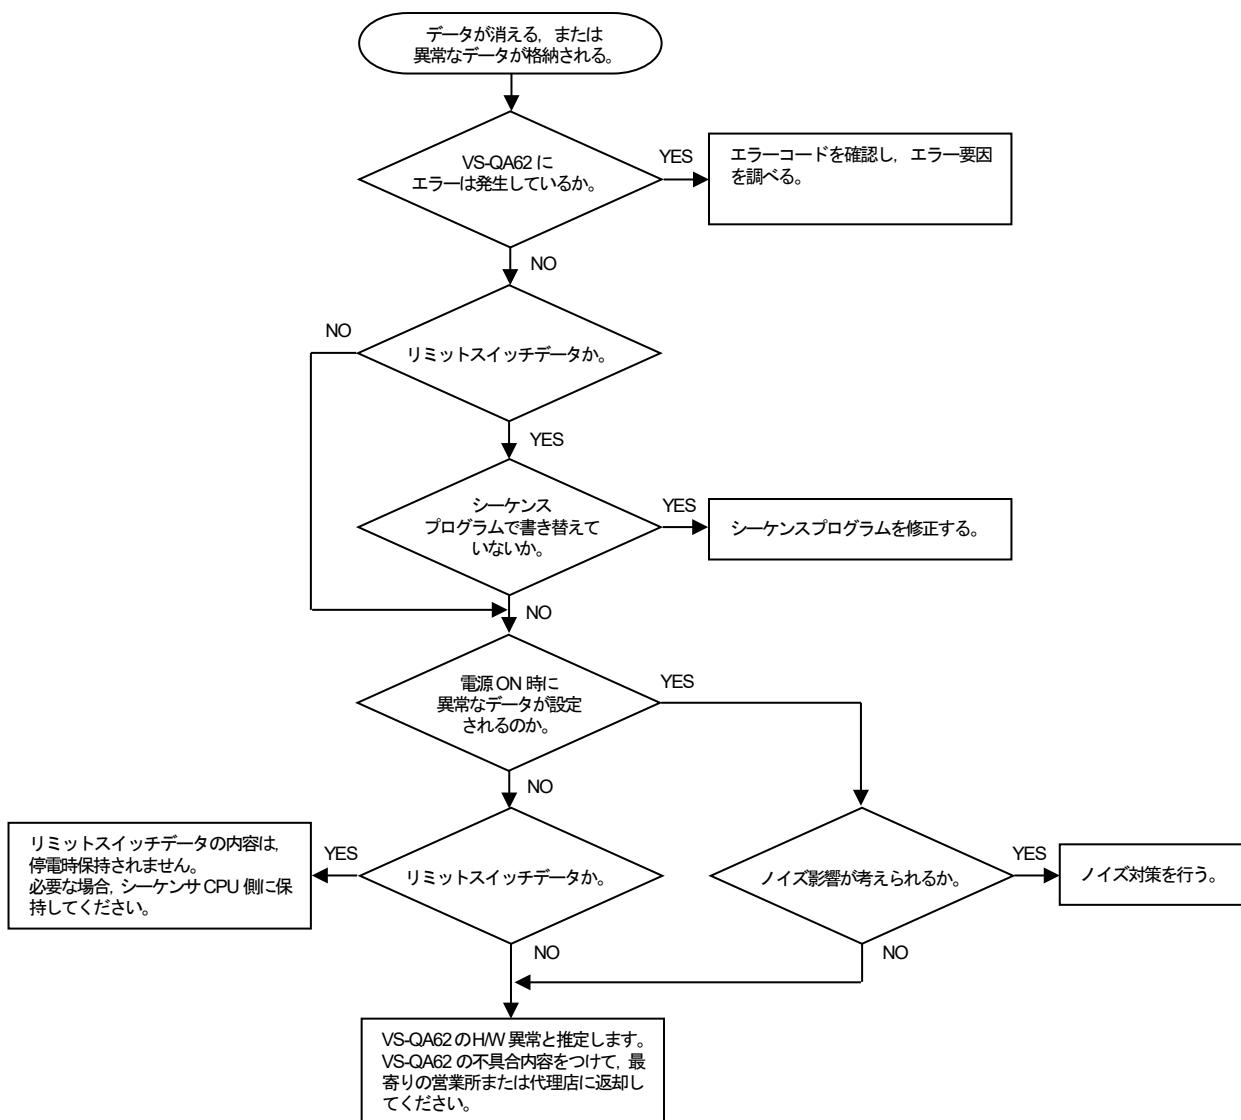 データが消える，または
異常なデータが格納される。
VS-QA62 に
エラーは発生しているか。
YES
エラーコードを確認し，エラー要因
を調べる。
NO
NO
リミットスイッチデータか。
YES
シーケンス
プログラムで書き替えて
いないか。
YES
シーケンスプログラムを修正する。
NO
電源 ON 時に
異常なデータが設定
されるのか。
YES
NO
リミットスイッチデータの内容は，
停電時保持されません。
必要な場合，シーケンサ CPU 側に保
持してください。
YES
リミットスイッチデータか。
ノイズ影響が考えられるか。
YES
ノイズ対策を行う。
NO
NO
VS-QA62 のH/W 異常と推定します。
VS-QA62 の不具合内容をつけて，最
寄りの営業所または代理店に返却し
てください。